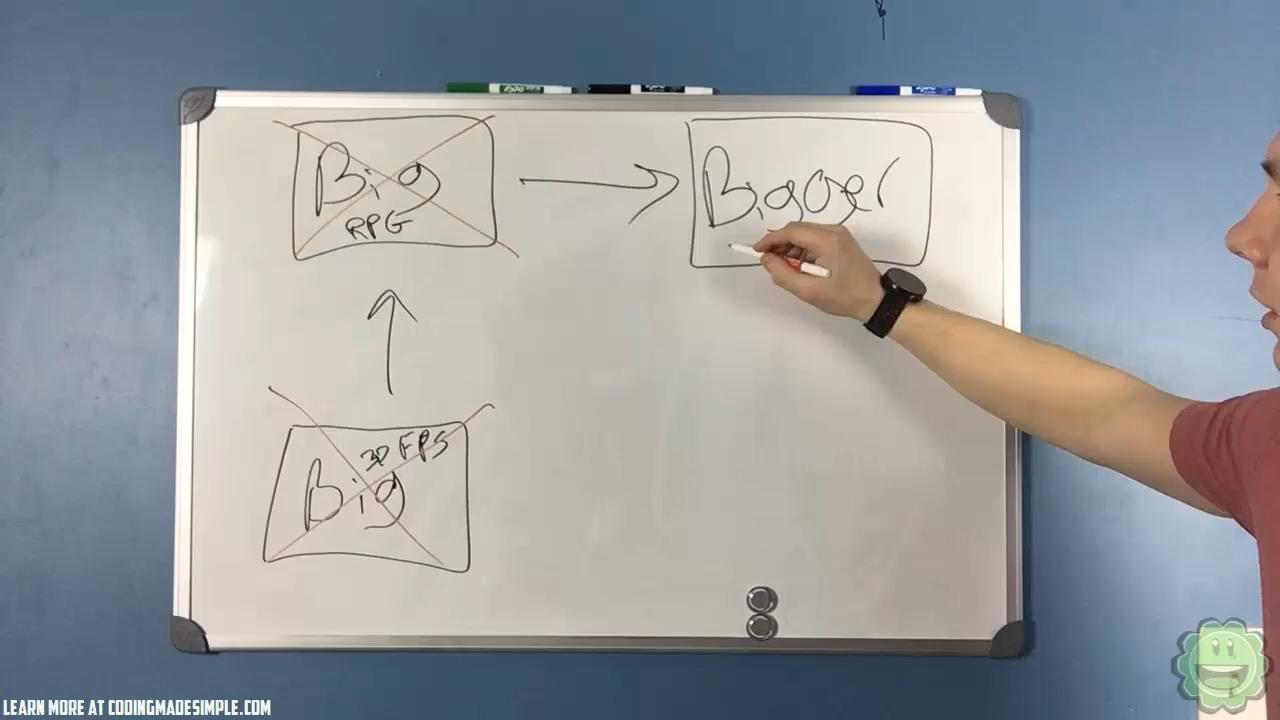 Big
RPG
Bigger
3D FPS
Big
LEARN MORE AT CODINGMADESIMPLE.COM